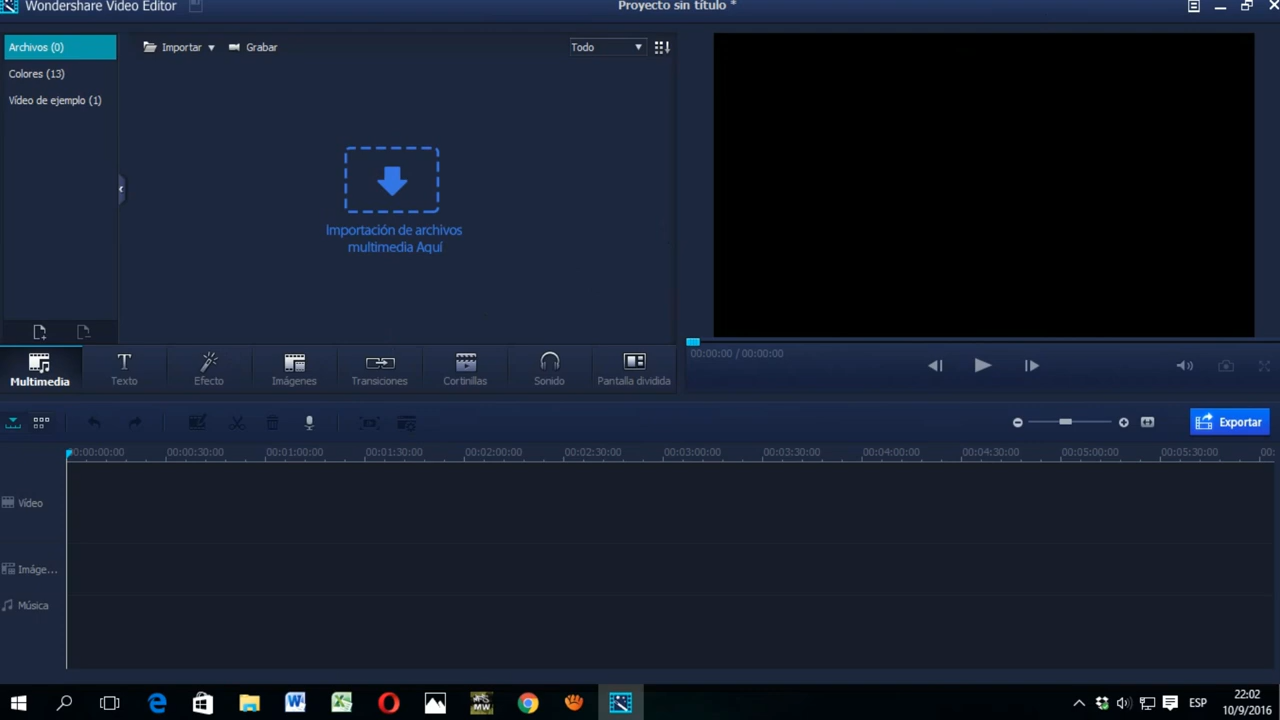 Wondershare Video Editor
Proyecto sin título *
Archivos (0)
Importar
Grabar
Todo
Colores (13)
Vídeo de ejemplo (1)
Importación de archivos
multimedia Aquí
00:00:00 / 00:00:00
Multimedia
Texto
Efecto
Imágenes
Transiciones
Cortinillas
Sonido
Pantalla dividida
Exportar
00:00:00:00
00:00:30:00
00:01:00:00
00:01:30:00
00:02:00:00
00:02:30:00
00:03:00:00
00:03:30:00
00:04:00:00
00:04:30:00
00:05:00:00
00:05:30:00
00:
Vídeo
Imáge...
Música
MW
ESP
22:02
10/9/2016